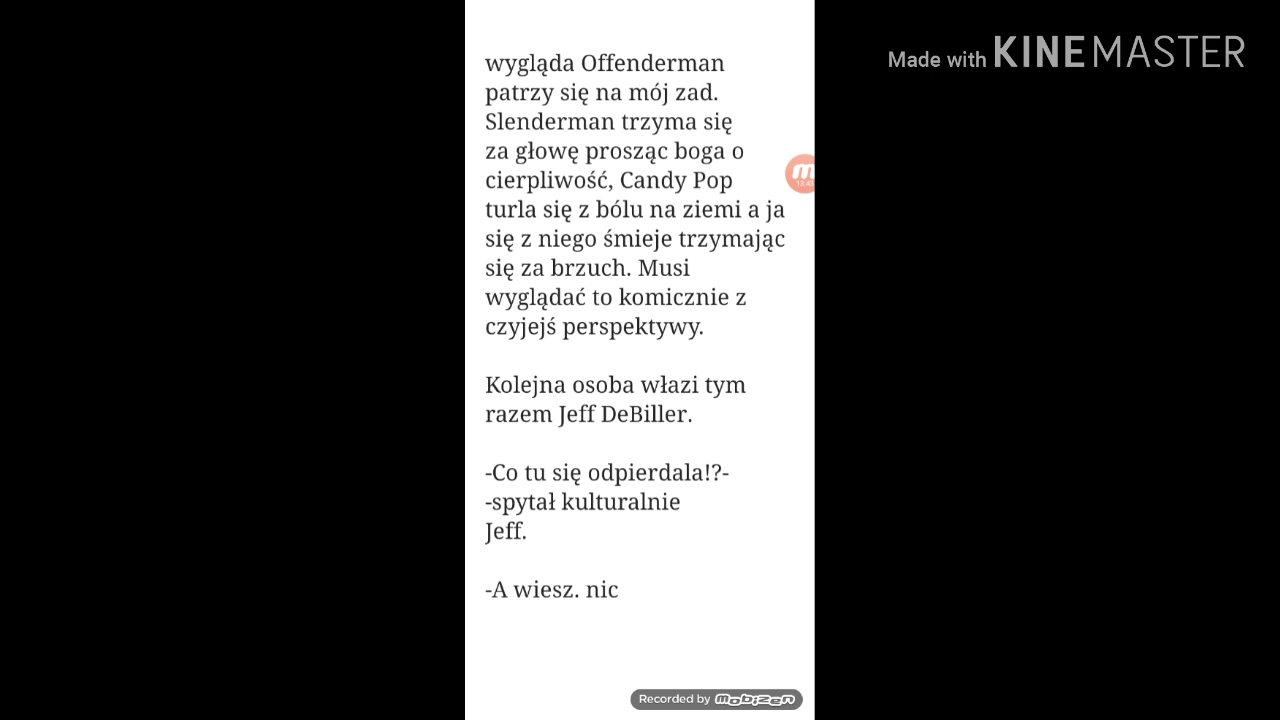 Made with KINEMASTER
wygląda Offenderman
patrzy się na mój zad.
Slenderman trzyma się
za głowę prosząc boga o
cierpliwość, Candy Pop
turla się z bólu na ziemi a ja
się z niego śmieje trzymając
się za brzuch. Musi
wyglądać to komicznie z
czyjejś perspektywy.
Kolejna osoba włazi tym
razem Jeff DeBiller.
-Co tu się odpierdala!?-
-spytał kulturalnie
Jeff.
-A wiesz. nic
Recorded by mobizen